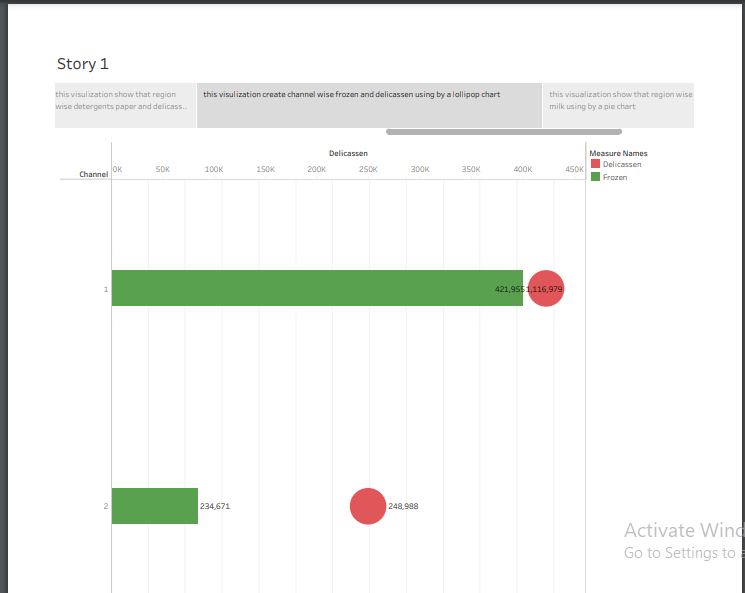 Story 1
this visulization show that region
wise detergents paper and delicass..
this visulization create channel wise frozen and delicassen using by a lollipop chart
this visualization show that region wise
milk using by a pie chart
Delicassen
Measure Names
Delicassen
Frozen
Channel
0K 50K 100K 150K 200K 250K 300K 350K 400K 450K
1
421,955
1,116,979
2
234,671
248,988
Activate Wind
Go to Settings to